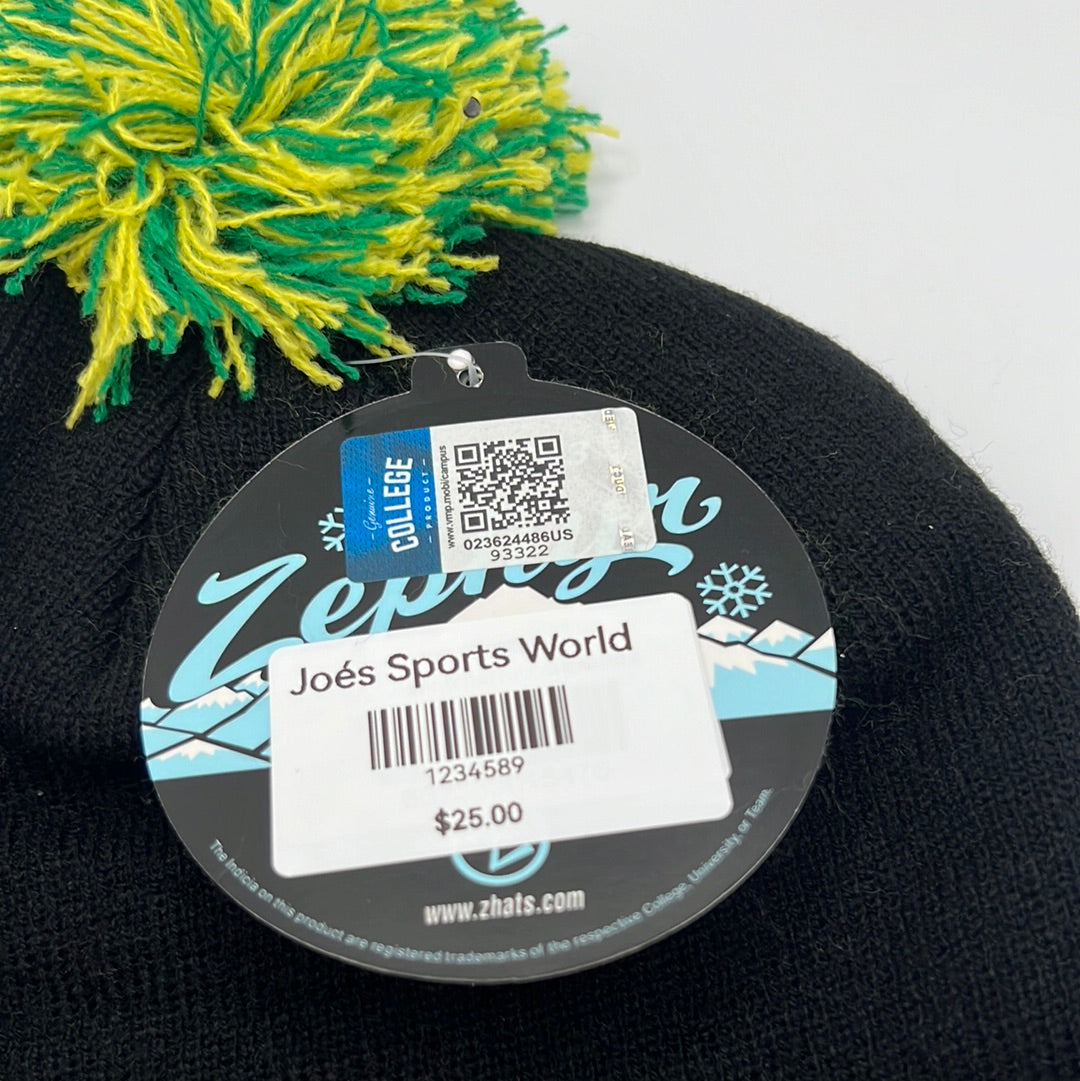 Genuine
COLLEGE
PRODUCT
www.vmp.mobi/campus
023624486US
93322
Zephyr
Joés Sports World
1234589
$25.00
www.zhats.com
The Indicia on this product are registered trademarks of the respective College, University, or Team.